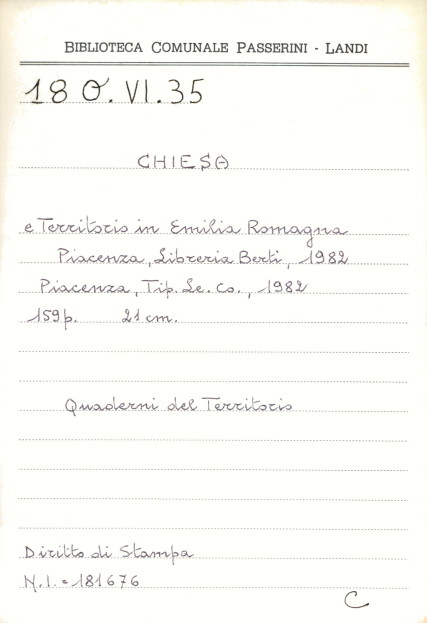 BIBLIOTECA COMUNALE PASSERINI - LANDI
18 O. VI. 35
CHIESA
e Territorio in Emilia Romagna
Piacenza, Libreria Berti, 1982
Piacenza, Tip. Le. Co., 1982
159 p. 21 cm.
Quaderni del Territorio
Diritto di Stampa
N. I. = 181676
C